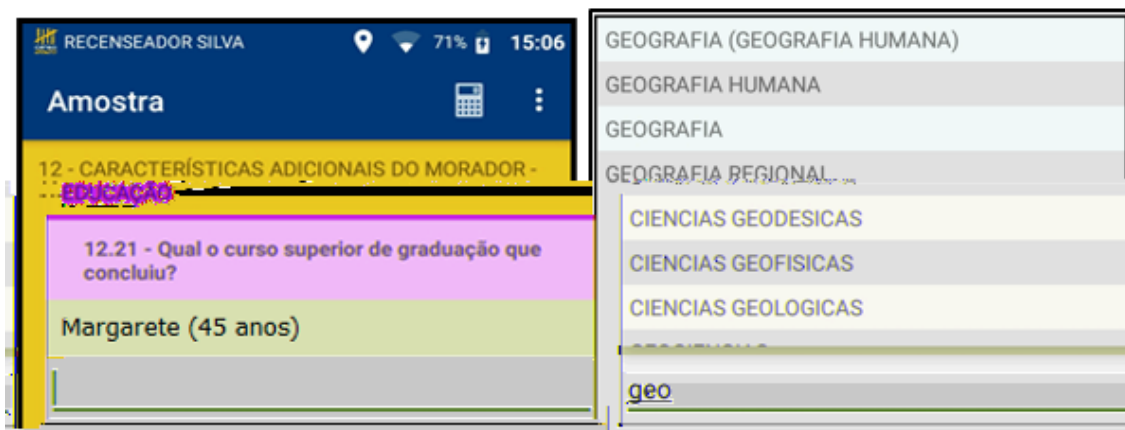 RECENSEADOR SILVA 71% 15:06
Amostra
12 - CARACTERÍSTICAS ADICIONAIS DO MORADOR -
EDUCAÇÃO
12.21 - Qual o curso superior de graduação que
concluiu?
Margarete (45 anos)
GEOGRAFIA (GEOGRAFIA HUMANA)
GEOGRAFIA HUMANA
GEOGRAFIA
GEOGRAFIA REGIONAL
CIENCIAS GEODESICAS
CIENCIAS GEOFISICAS
CIENCIAS GEOLOGICAS
geo